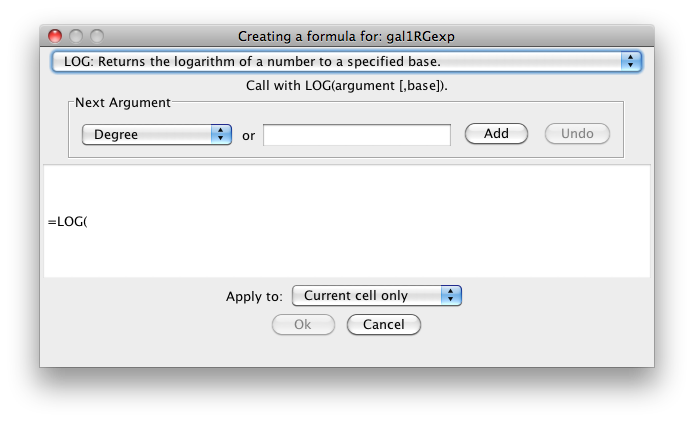 Creating a formula for: gal1RGexp
LOG: Returns the logarithm of a number to a specified base.
Call with LOG(argument [,base]).
Next Argument
Degree or Add Undo
=LOG(
Apply to: Current cell only
Ok Cancel